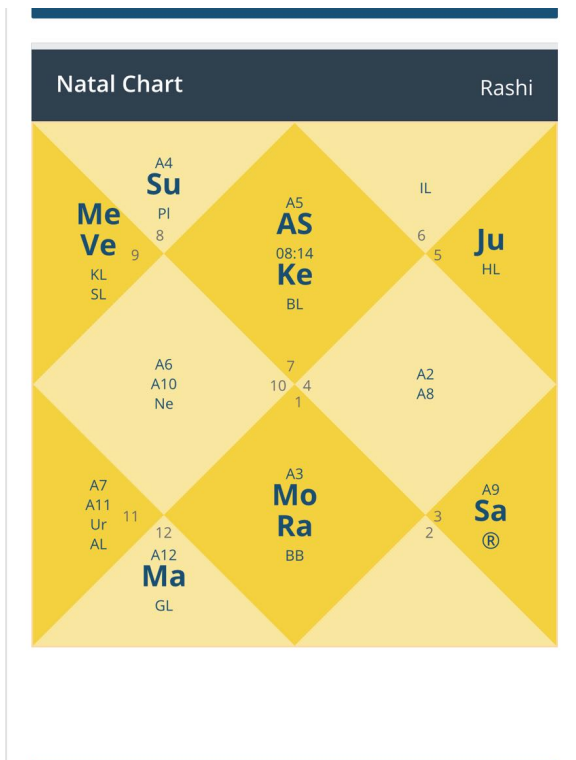 Natal Chart
Rashi
A4
Su
Pl
8
Me
Ve
9
KL
SL
A5
AS
08:14
Ke
BL
7
IL
6
Ju
5
HL
A6
A10
Ne
10
4
1
A2
A8
A7
A11
Ur
11
AL
12
A12
Ma
GL
A3
Mo
Ra
BB
A9
3
Sa
2
®